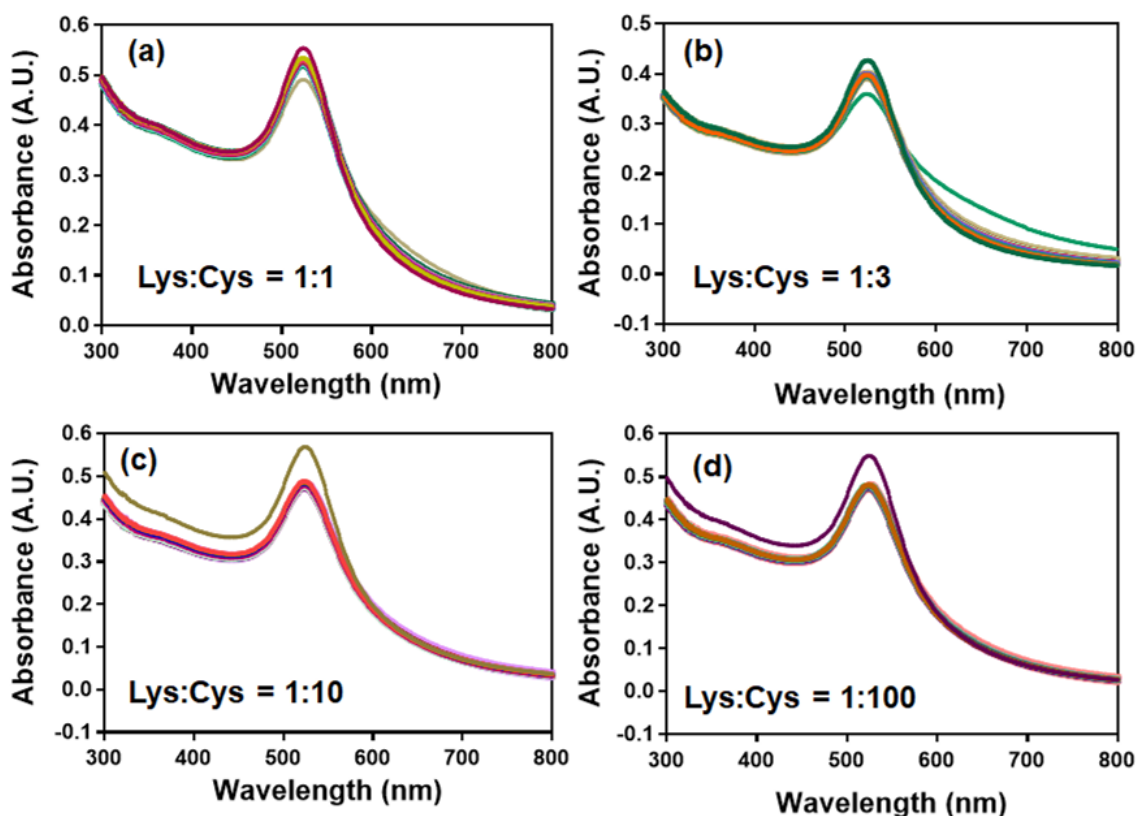 (a)
Absorbance (A.U.)
0.6
0.5
0.4
0.3
0.2
0.1
0.0
Lys:Cys = 1:1
300 400 500 600 700 800
Wavelength (nm)
(b)
Absorbance (A.U.)
0.5
0.4
0.3
0.2
0.1
0.0
-0.1
Lys:Cys = 1:3
300 400 500 600 700 800
Wavelength (nm)
(c)
Absorbance (A.U.)
0.6
0.5
0.4
0.3
0.2
0.1
0.0
-0.1
Lys:Cys = 1:10
300 400 500 600 700 800
Wavelength (nm)
(d)
Absorbance (A.U.)
0.6
0.5
0.4
0.3
0.2
0.1
0.0
-0.1
Lys:Cys = 1:100
300 400 500 600 700 800
Wavelength (nm)